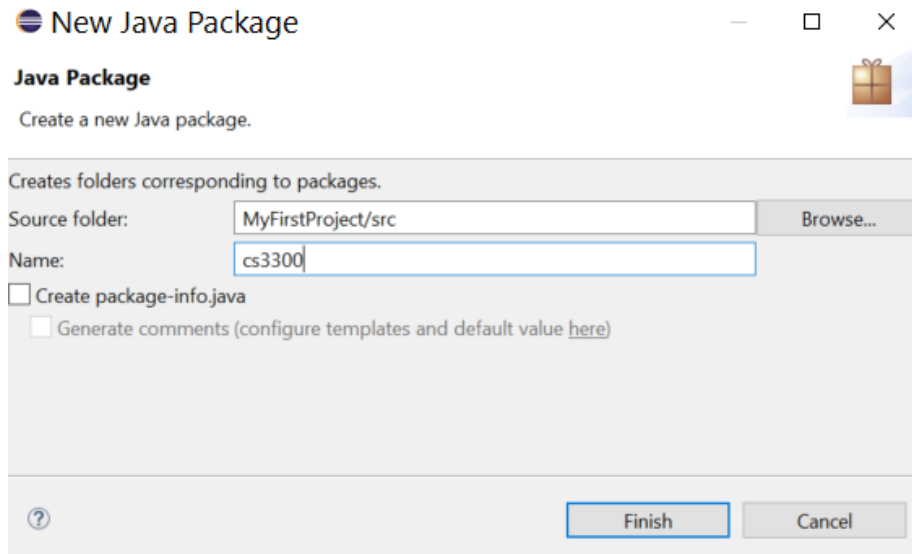 New Java Package
Java Package
Create a new Java package.
Creates folders corresponding to packages.
Source folder: MyFirstProject/src Browse...
Name: cs3300
Create package-info.java
Generate comments (configure templates and default value here)
? Finish Cancel